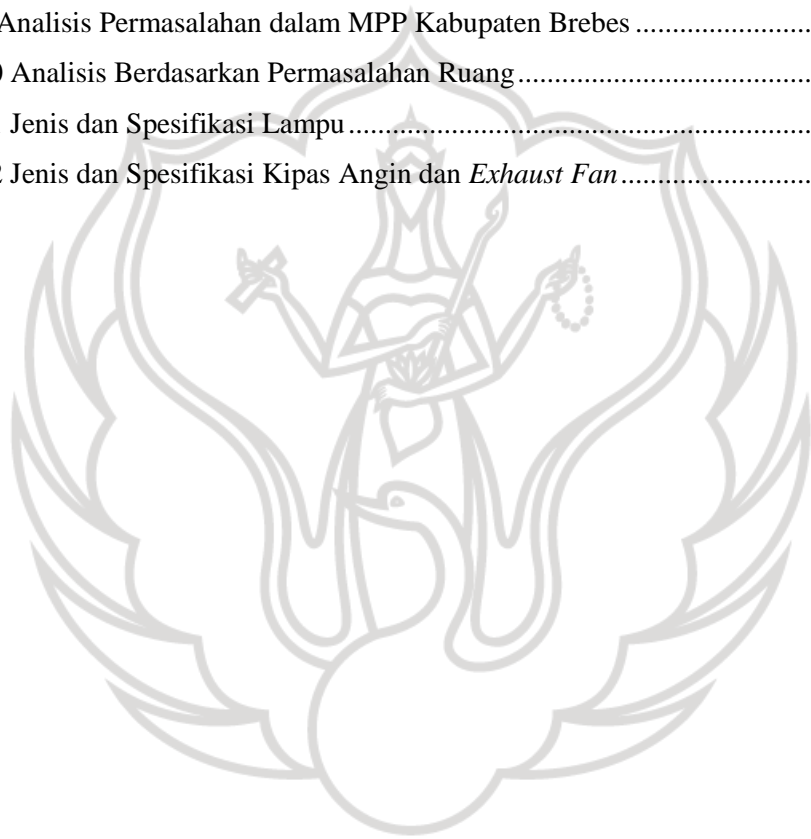 Analisis Permasalahan dalam MPP Kabupaten Brebes ......................
Analisis Berdasarkan Permasalahan Ruang ......................................
Jenis dan Spesifikasi Lampu ...........................................................
2 Jenis dan Spesifikasi Kipas Angin dan Exhaust Fan .........................